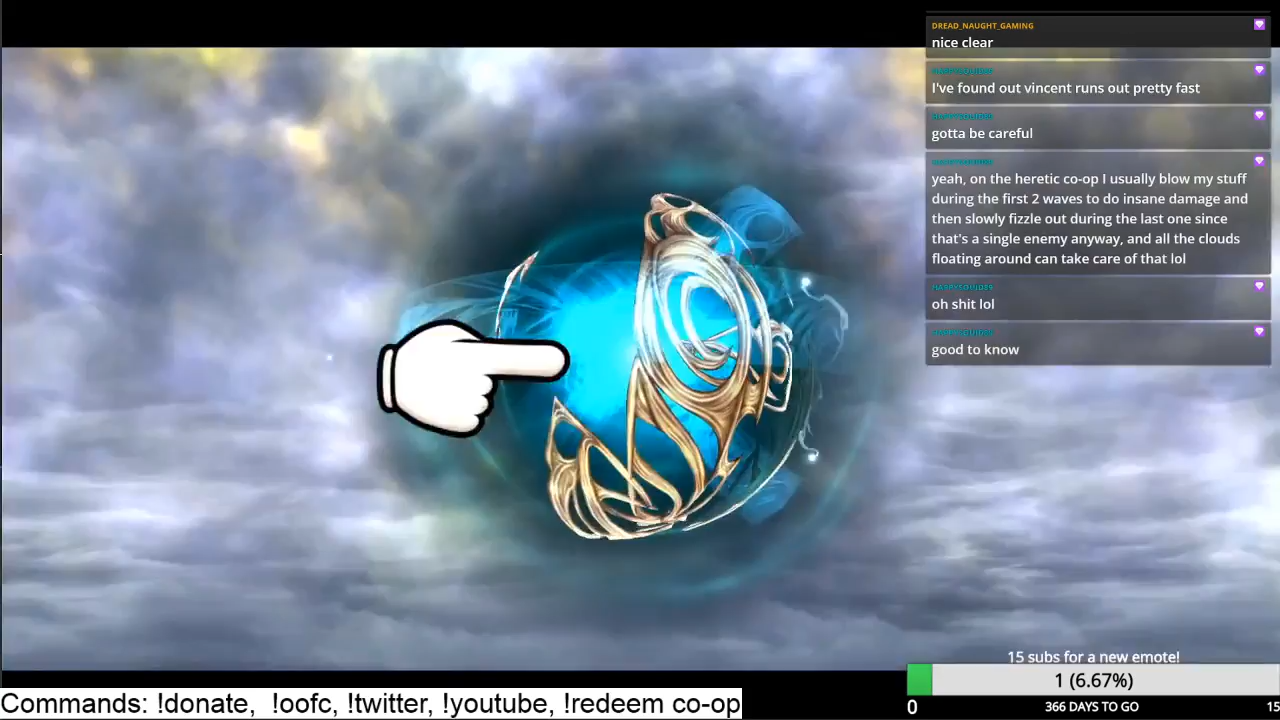 DREAD_NAUGHT_GAMING
nice clear
I've found out vincent runs out pretty fast
gotta be careful
yeah, on the heretic co-op I usually blow my stuff
during the first 2 waves to do insane damage and
then slowly fizzle out during the last one since
that's a single enemy anyway, and all the clouds
floating around can take care of that lol
oh shit lol
good to know
15 subs for a new emote!
1 (6.67%)
0 366 DAYS TO GO 15
Commands: !donate, !oofc, !twitter, !youtube, !redeem co-op